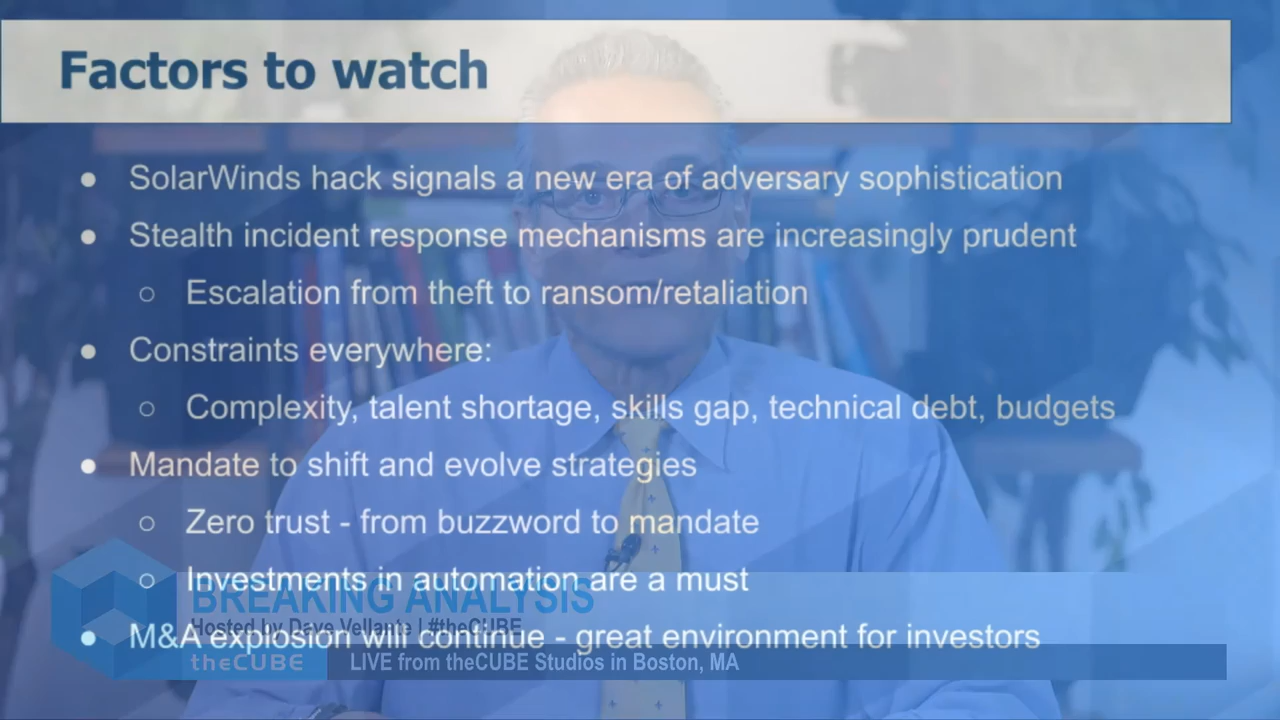 Factors to watch
● SolarWinds hack signals a new era of adversary sophistication
● Stealth incident response mechanisms are increasingly prudent
○ Escalation from theft to ransom/retaliation
● Constraints everywhere:
○ Complexity, talent shortage, skills gap, technical debt, budgets
● Mandate to shift and evolve strategies
○ Zero trust - from buzzword to mandate
○ Investments in automation are a must
BREAKING ANALYSIS
Hosted by Dave Vellante | #theCUBE
● M&A explosion will continue - great environment for investors
theCUBE
LIVE from theCUBE Studios in Boston, MA